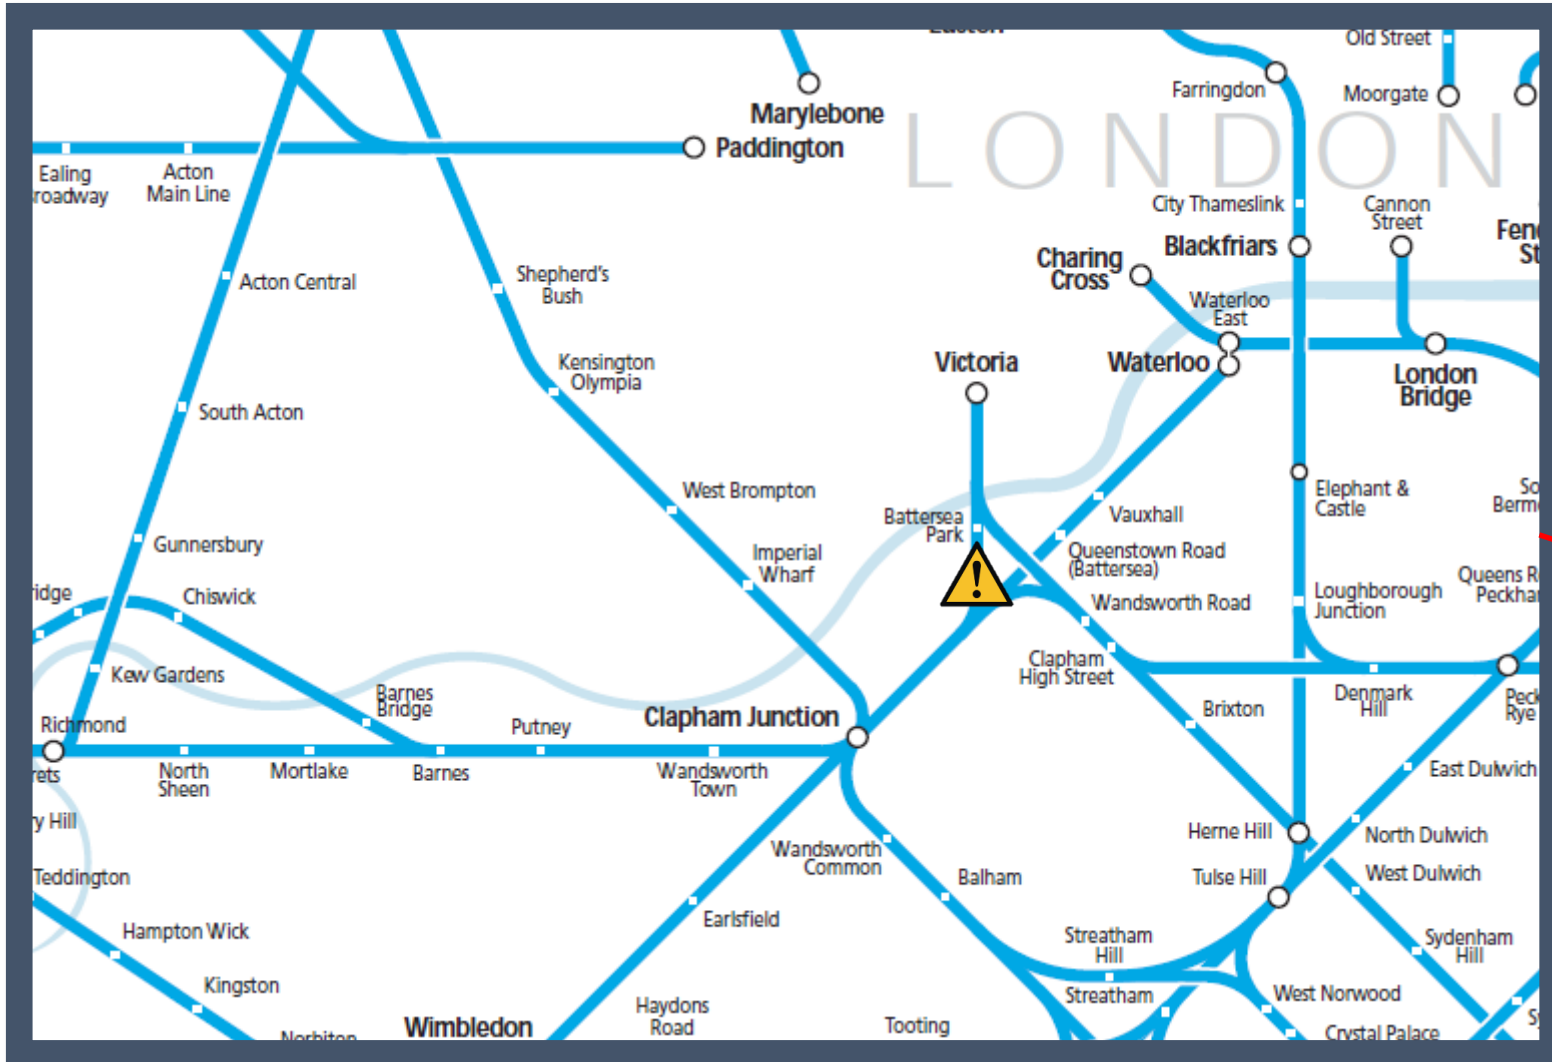 Old Street
Farringdon
Moorgate
Marylebone
Paddington
LONDON
Ealing
Acton
Main Line
City Thameslink
Cannon
Street
Blackfriars
Charing
Cross
Acton Central
Shepherd's
Bush
Waterloo
East
Kensington
Olympia
Victoria
Waterloo
London
Bridge
South Acton
West Brompton
Elephant &
Castle
Battersea
Park
Vauxhall
Gunnersbury
Imperial
Wharf
Queenstown Road
(Battersea)
Chiswick
Wandsworth Road
Loughborough
Junction
Kew Gardens
Clapham
High Street
Barnes
Bridge
Denmark
Hill
Rye
Richmond
Putney
Clapham Junction
Brixton
North
Sheen
Mortlake
Barnes
Wandsworth
Town
East Dulwich
Herne Hill
North Dulwich
Wandsworth
Common
Balham
Tulse Hill
West Dulwich
Teddington
Earlsfield
Hampton Wick
Streatham
Hill
Sydenham
Hill
Kingston
Streatham
West Norwood
Haydons
Road
Wimbledon
Tooting
Crystal Palace